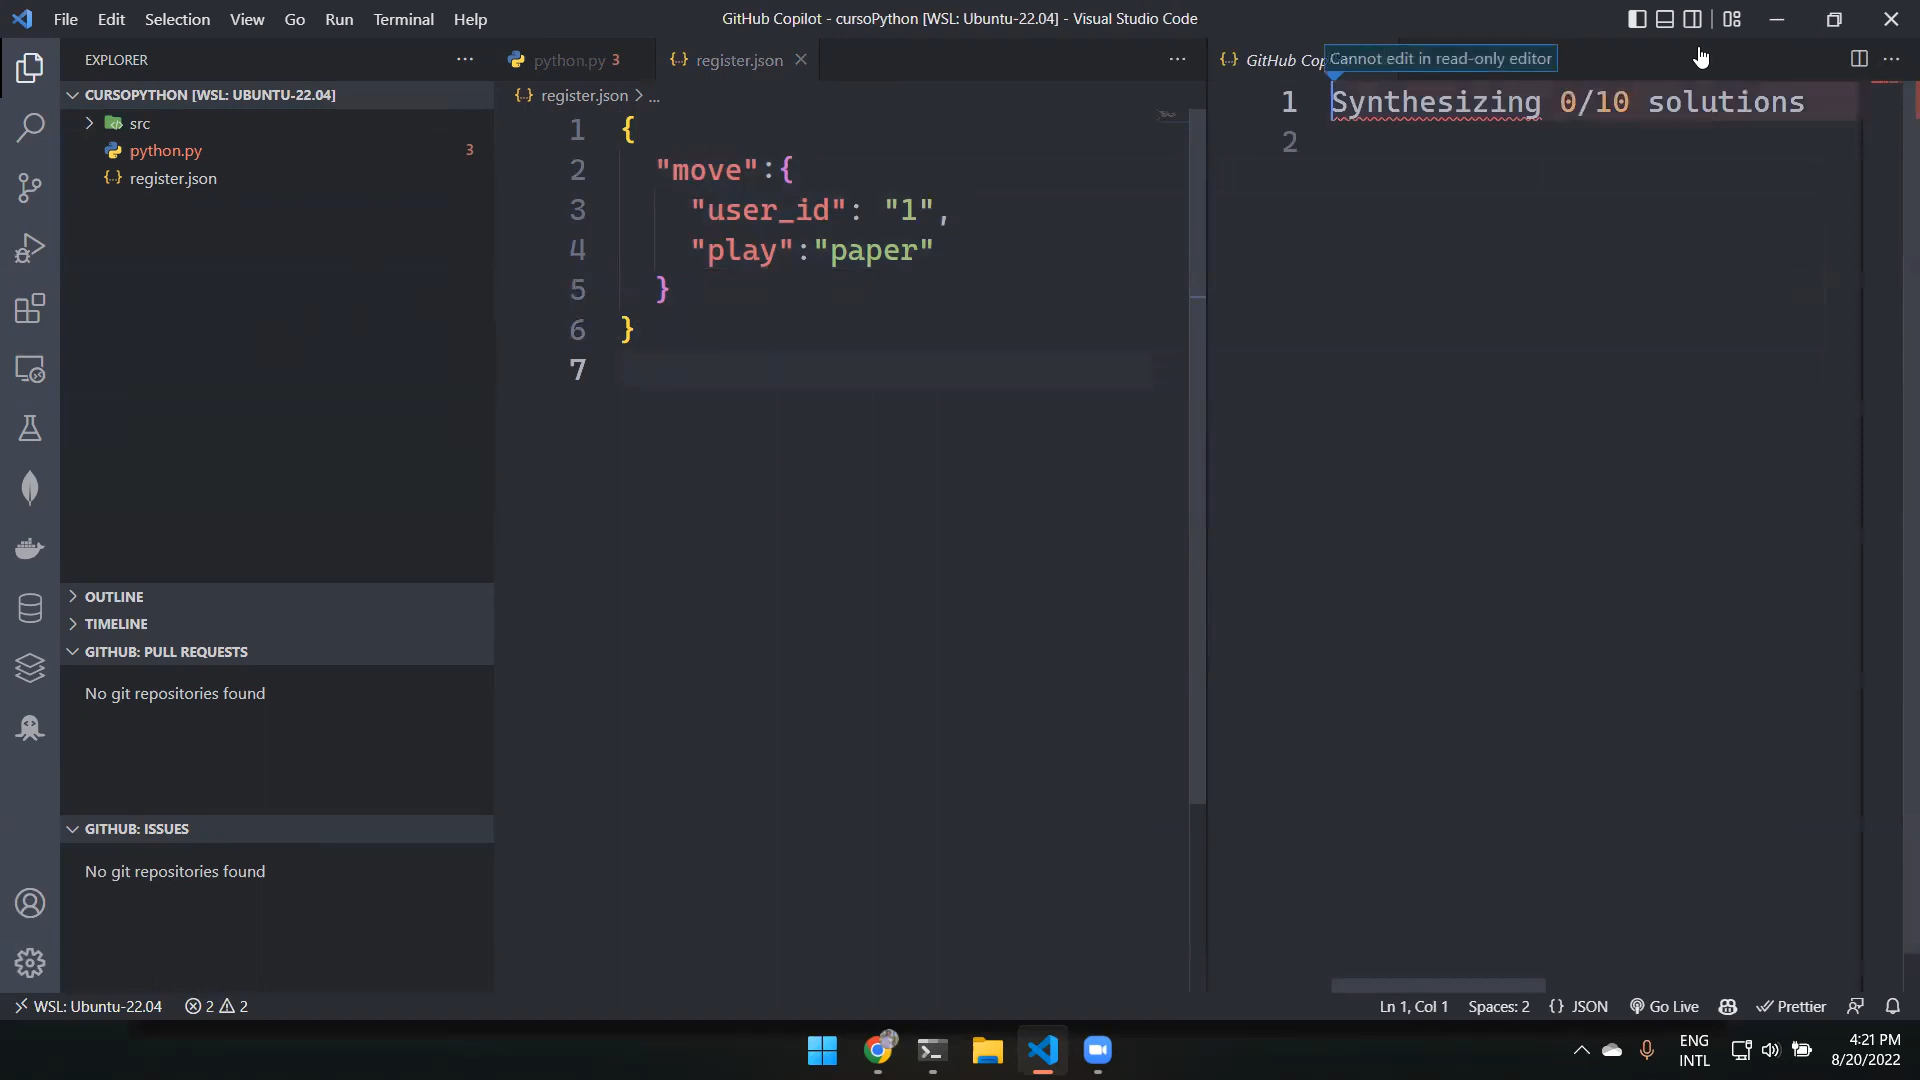 File Edit Selection View Go Run Terminal Help
GitHub Copilot - cursoPython [WSL: Ubuntu-22.04] - Visual Studio Code
EXPLORER
CURSOPYTHON [WSL: UBUNTU-22.04]
src
python.py 3
register.json
OUTLINE
TIMELINE
GITHUB: PULL REQUESTS
No git repositories found
GITHUB: ISSUES
No git repositories found
python.py 3 register.json
register.json > ...
1 {
2 "move":{
3 "user_id": "1",
4 "play":"paper"
5 }
6 }
7
GitHub Cop
Cannot edit in read-only editor
1 Synthesizing 0/10 solutions
2
WSL: Ubuntu-22.04 2 2
Ln 1, Col 1 Spaces: 2 {} JSON Go Live Prettier
ENG
INTL
4:21 PM
8/20/2022